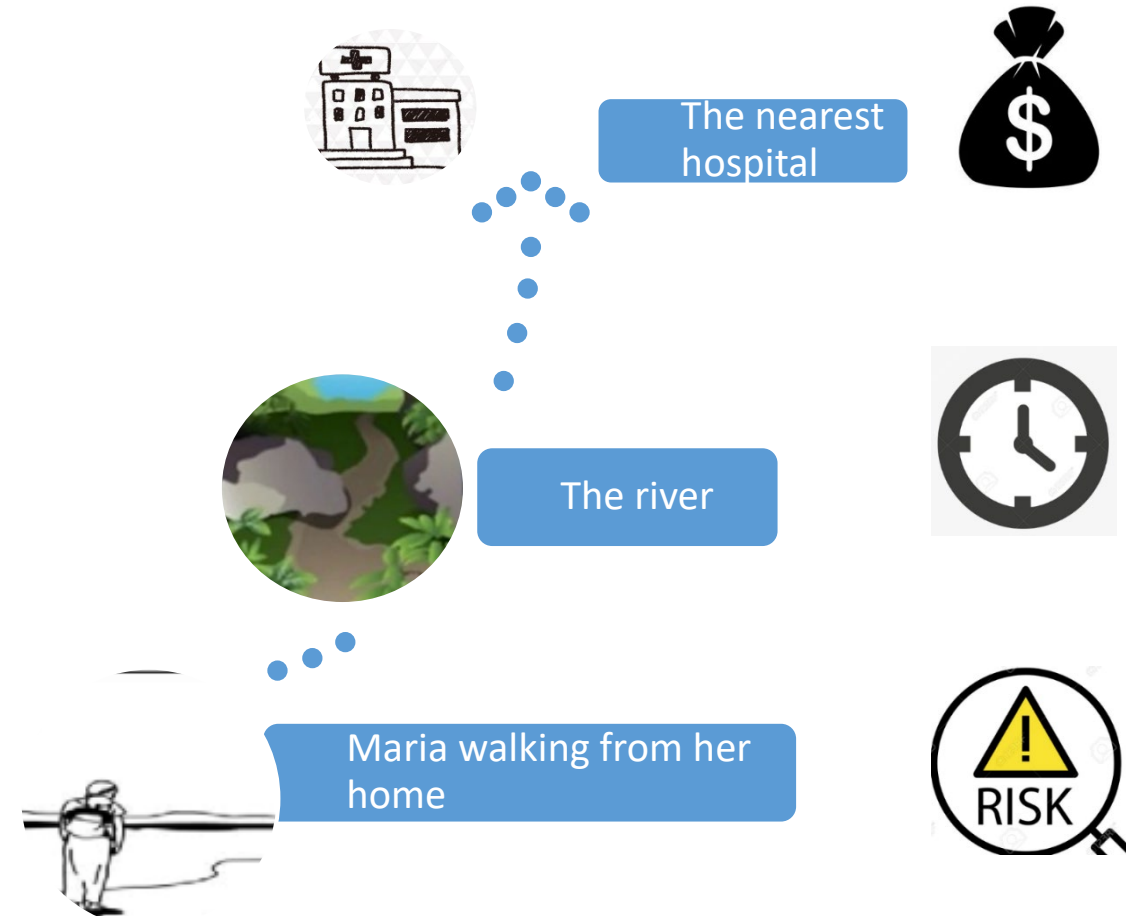 The nearest
hospital
$
The river
Maria walking from her
home
!
RISK